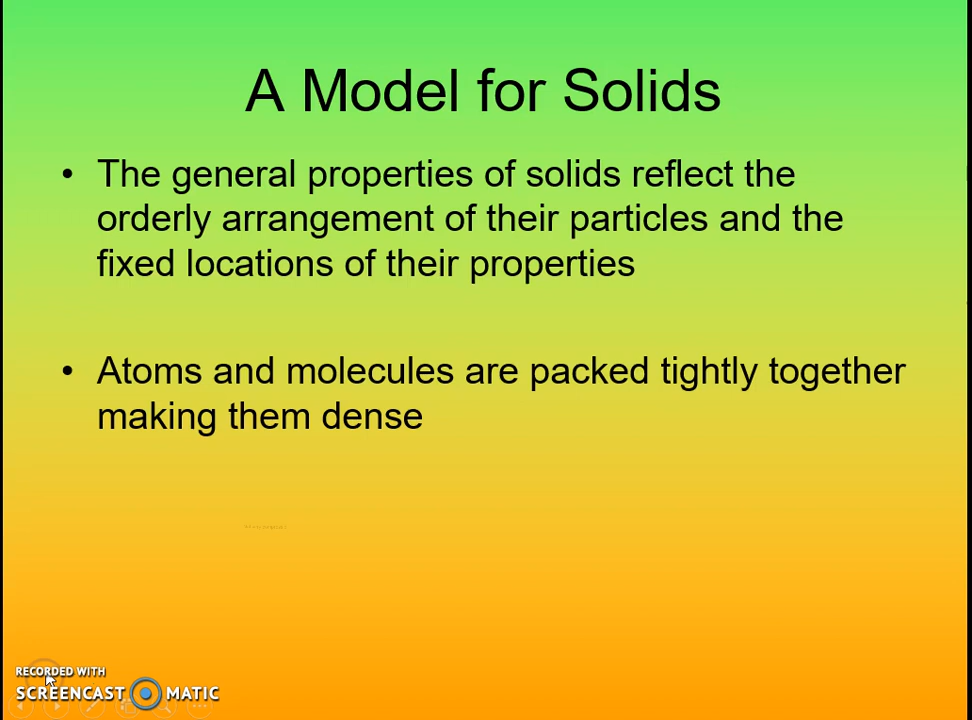 A Model for Solids
• The general properties of solids reflect the
orderly arrangement of their particles and the
fixed locations of their properties
• Atoms and molecules are packed tightly together
making them dense
RECORDED WITH
SCREENCAST MATIC